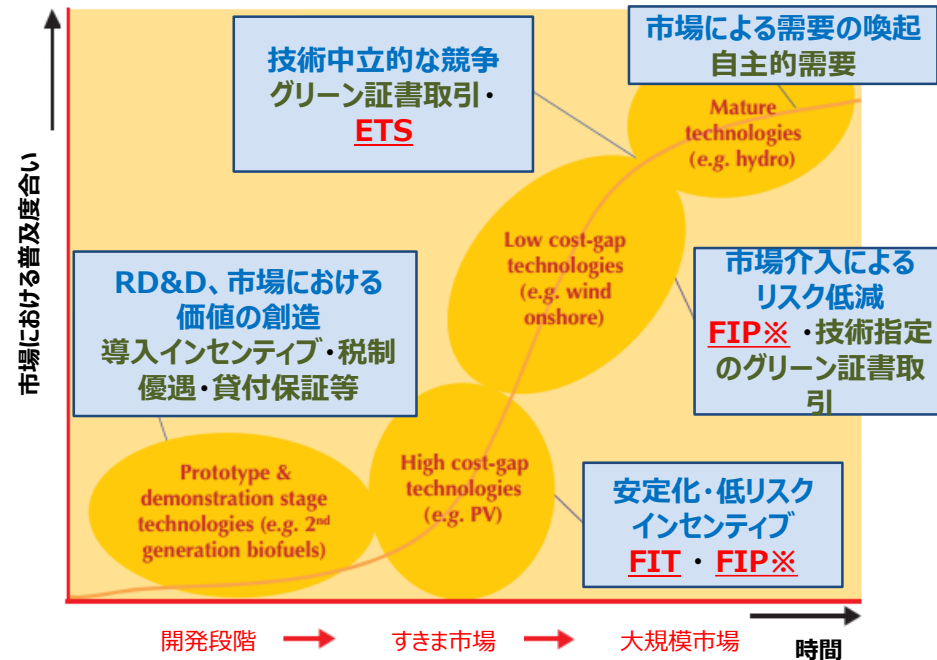 市場における普及度合い
技術中立的な競争
グリーン証書取引・
ETS
市場による需要の喚起
自主的需要
Mature
technologies
(e.g. hydro)
Low cost-gap
technologies
(e.g. wind
onshore)
RD&D、市場における
価値の創造
導入インセンティブ・税制
優遇・貸付保証等
市場介入による
リスク低減
FIP※ ・技術指定
のグリーン証書取
引
Prototype &
demonstration stage
technologies (e.g. 2nd
generation biofuels)
High cost-gap
technologies
(e.g. PV)
安定化・低リスク
インセンティブ
FIT ・ FIP※
開発段階 → すきま市場 → 大規模市場
時間